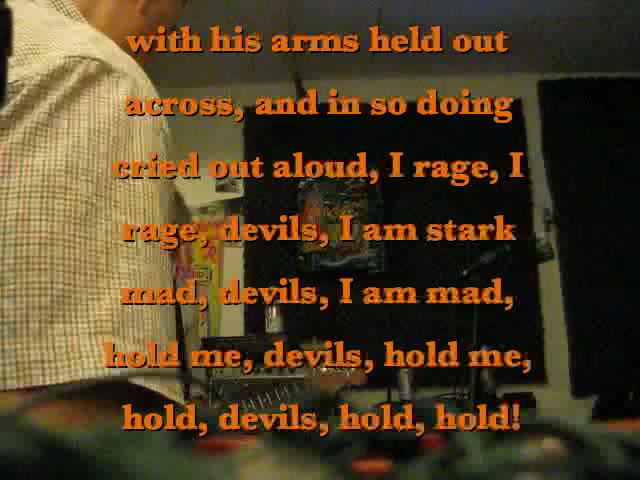 with his arms held out
across, and in so doing
cried out aloud, I rage, I
rage, devils, I am stark
mad, devils, I am mad,
hold me, devils, hold me,
hold, devils, hold, hold!